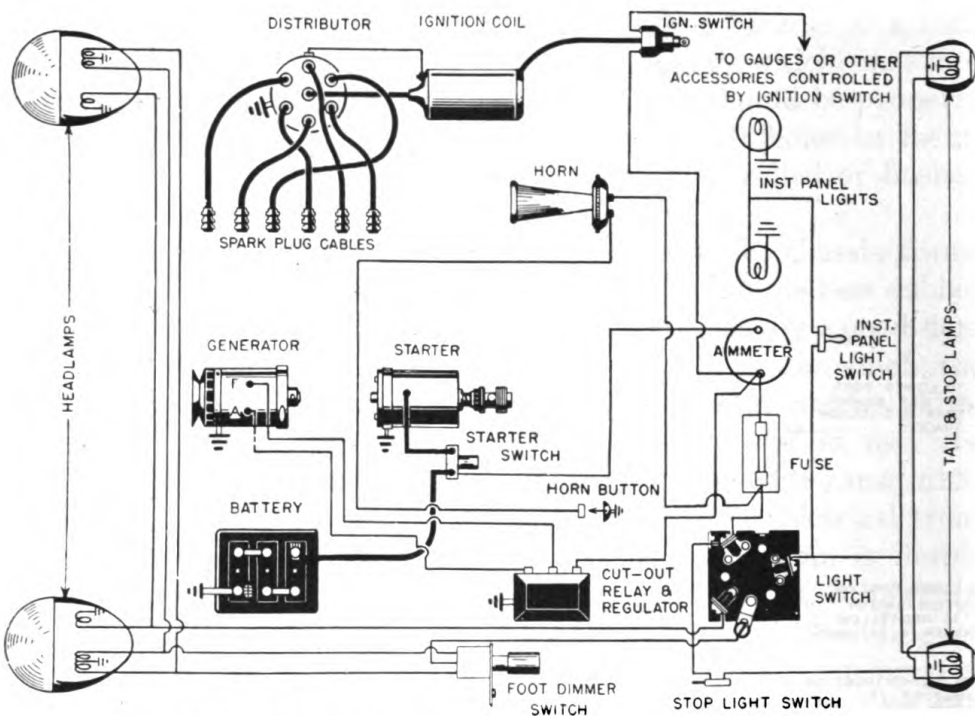 DISTRIBUTOR
IGNITION COIL
IGN. SWITCH
TO GAUGES OR OTHER
ACCESSORIES CONTROLLED
BY IGNITION SWITCH
HORN
INST PANEL
LIGHTS
SPARK PLUG CABLES
HEADLAMPS
GENERATOR
F
A
STARTER
AMMETER
INST.
PANEL
LIGHT
SWITCH
TAIL & STOP LAMPS
STARTER
SWITCH
FUSE
HORN BUTTON
BATTERY
CUT-OUT
RELAY &
REGULATOR
LIGHT
SWITCH
FOOT DIMMER
SWITCH
STOP LIGHT SWITCH